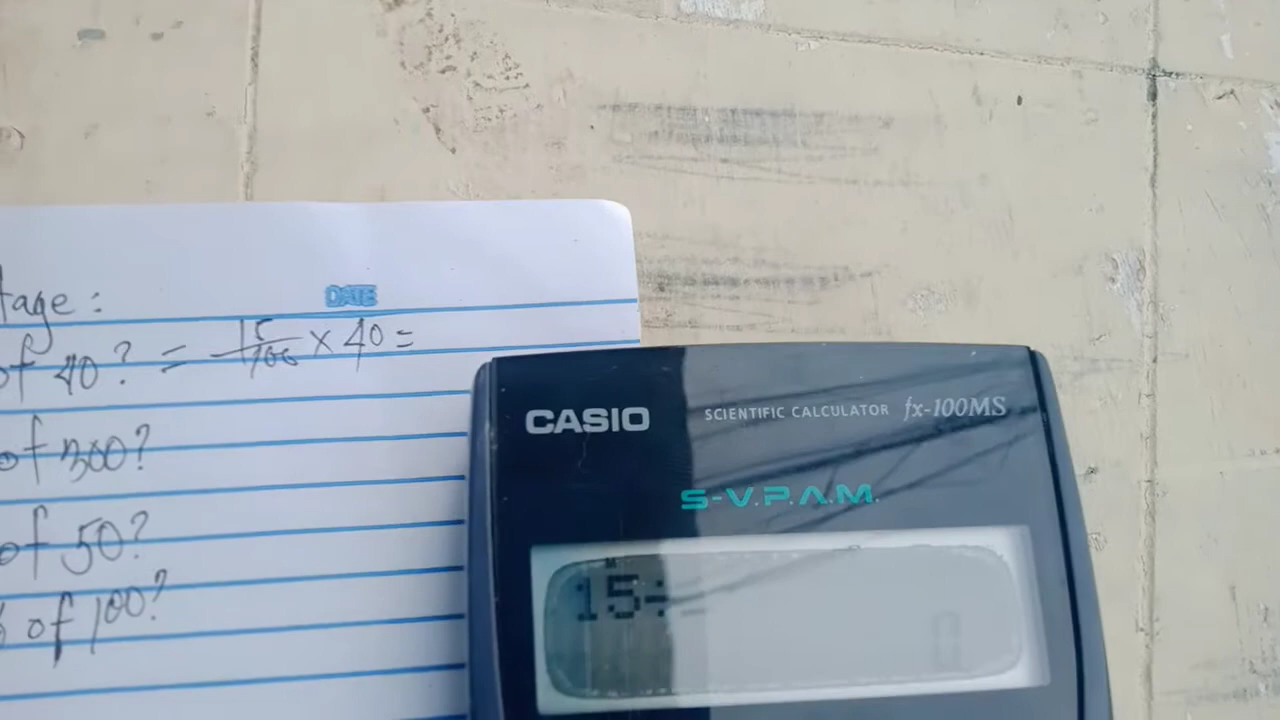 tage:
DATE
of 40? = 15/100 × 40 =
of 300?
of 50?
of 100?
CASIO
SCIENTIFIC CALCULATOR fx-100MS
S-V.P.A.M.
M
15÷
0